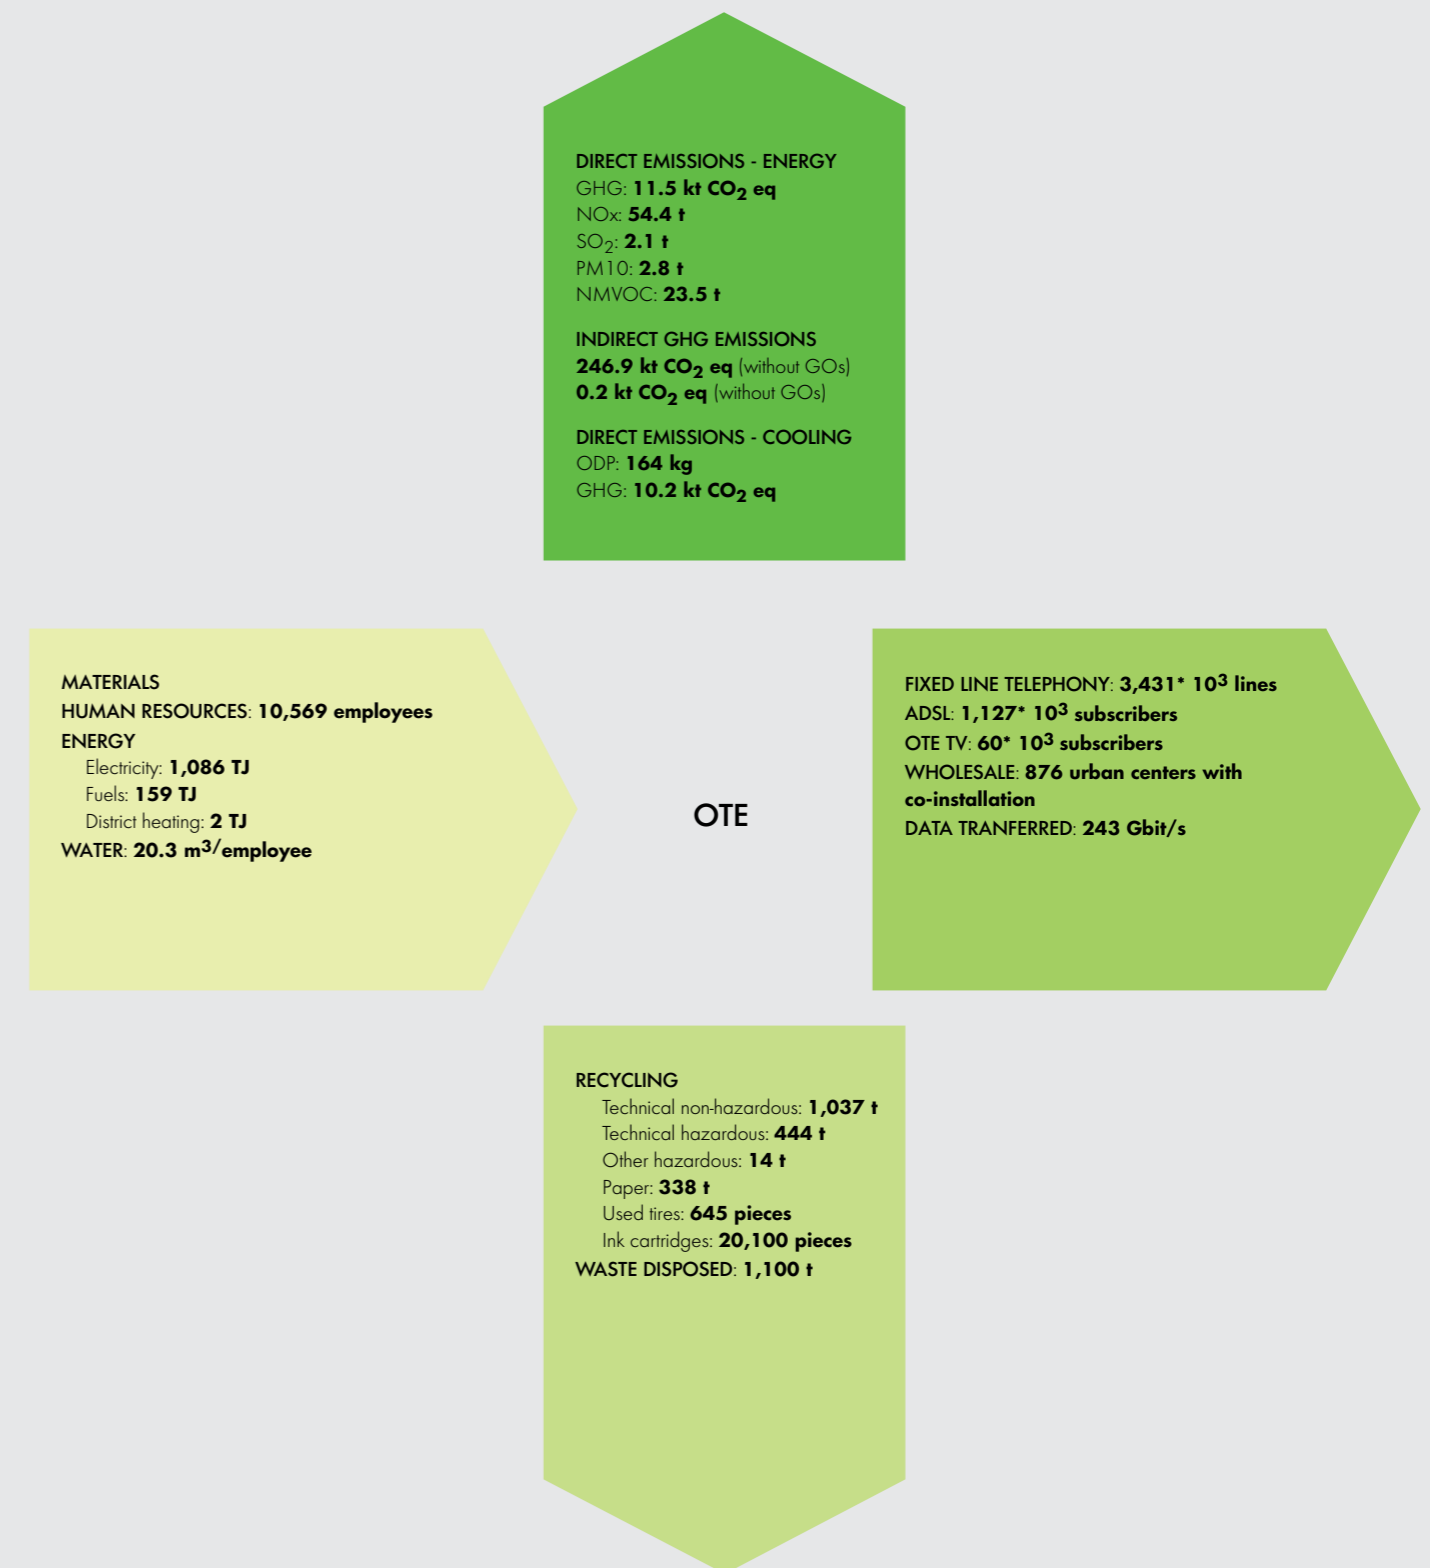 DIRECT EMISSIONS - ENERGY
GHG: 11.5 kt CO2 eq
NOx: 54.4 t
SO2: 2.1 t
PM10: 2.8 t
NMVOC: 23.5 t
INDIRECT GHG EMISSIONS
246.9 kt CO2 eq (without GOs)
0.2 kt CO2 eq (without GOs)
DIRECT EMISSIONS - COOLING
ODP: 164 kg
GHG: 10.2 kt CO2 eq
MATERIALS
HUMAN RESOURCES: 10,569 employees
ENERGY
Electricity: 1,086 TJ
Fuels: 159 TJ
District heating: 2 TJ
WATER: 20.3 m3/employee
OTE
FIXED LINE TELEPHONY: 3,431* 103 lines
ADSL: 1,127* 103 subscribers
OTE TV: 60* 103 subscribers
WHOLESALE: 876 urban centers with
co-installation
DATA TRANFERRED: 243 Gbit/s
RECYCLING
Technical non-hazardous: 1,037 t
Technical hazardous: 444 t
Other hazardous: 14 t
Paper: 338 t
Used tires: 645 pieces
Ink cartridges: 20,100 pieces
WASTE DISPOSED: 1,100 t